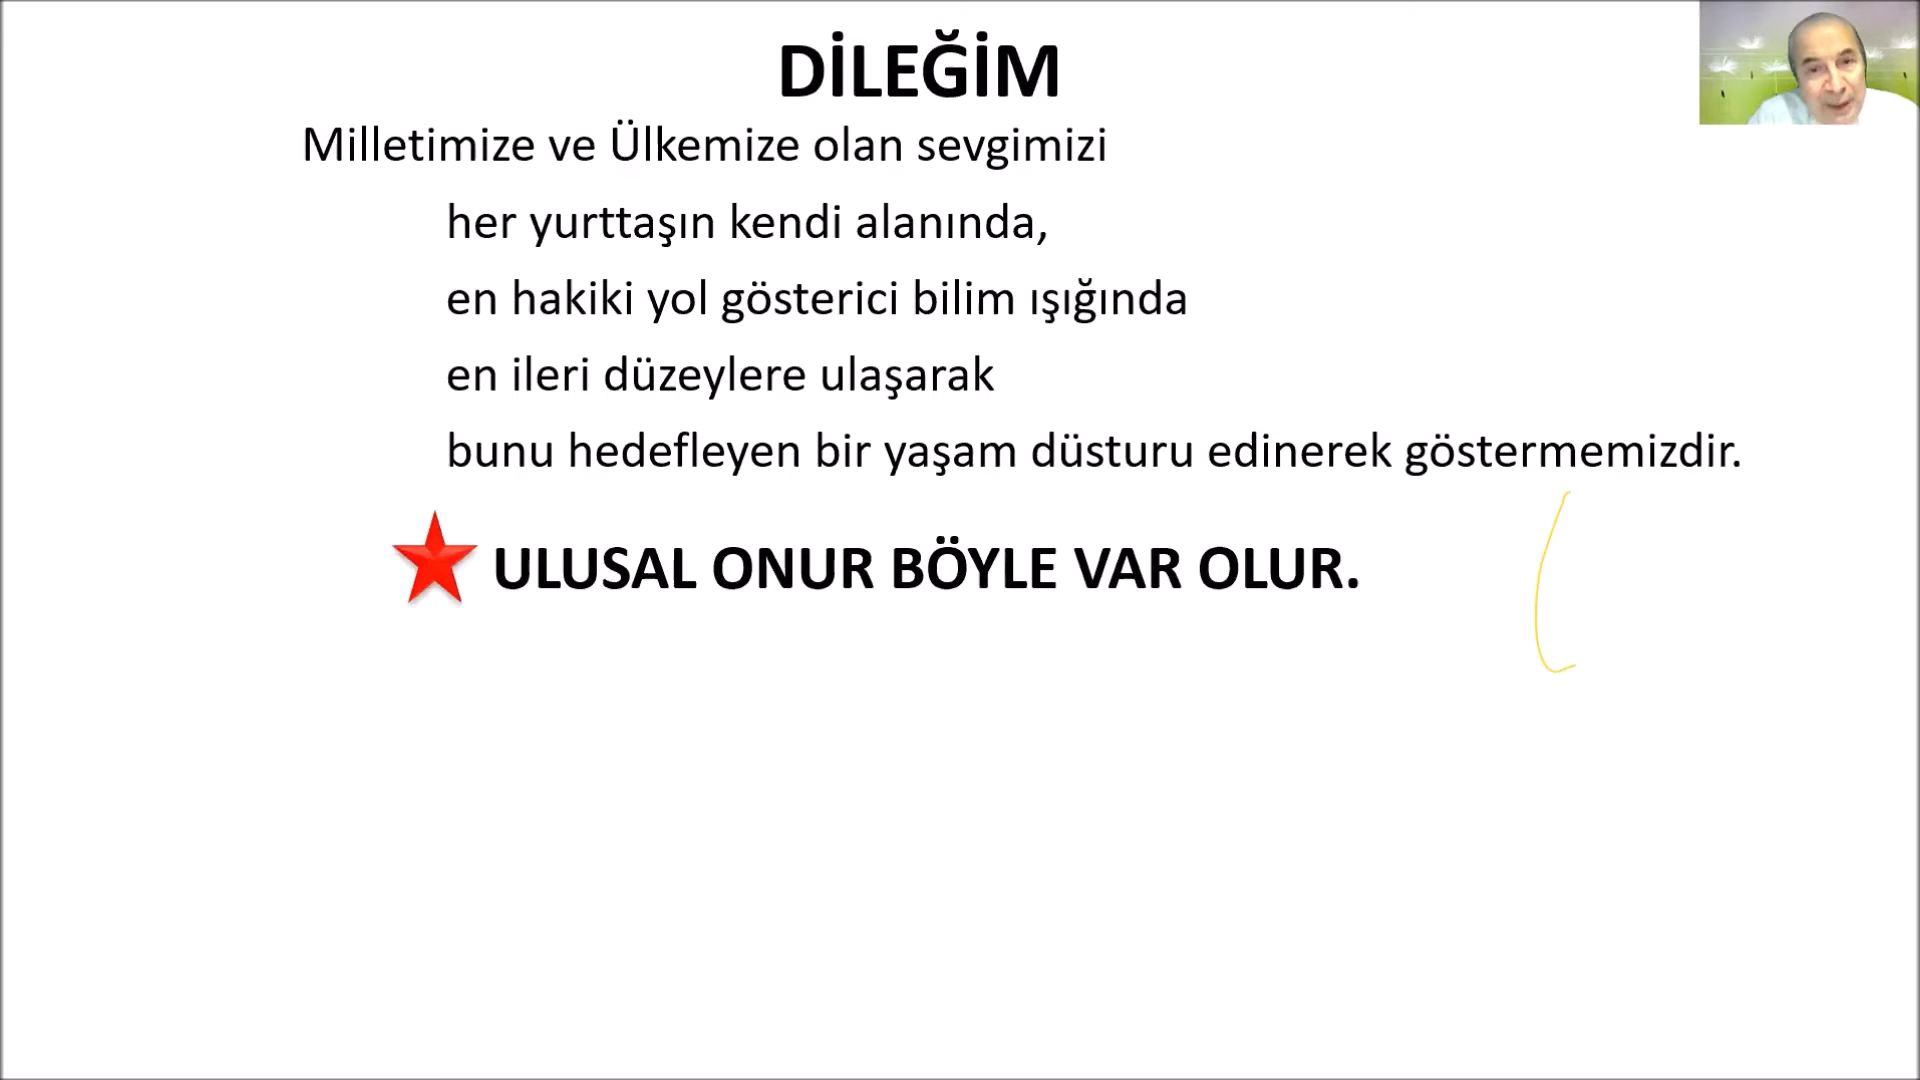 DİLEĞİM
Milletimize ve Ülkemize olan sevgimizi
her yurttaşın kendi alanında,
en hakiki yol gösterici bilim ışığında
en ileri düzeylere ulaşarak
bunu hedefleyen bir yaşam düsturu edinerek göstermemizdir.
ULUSAL ONUR BÖYLE VAR OLUR.